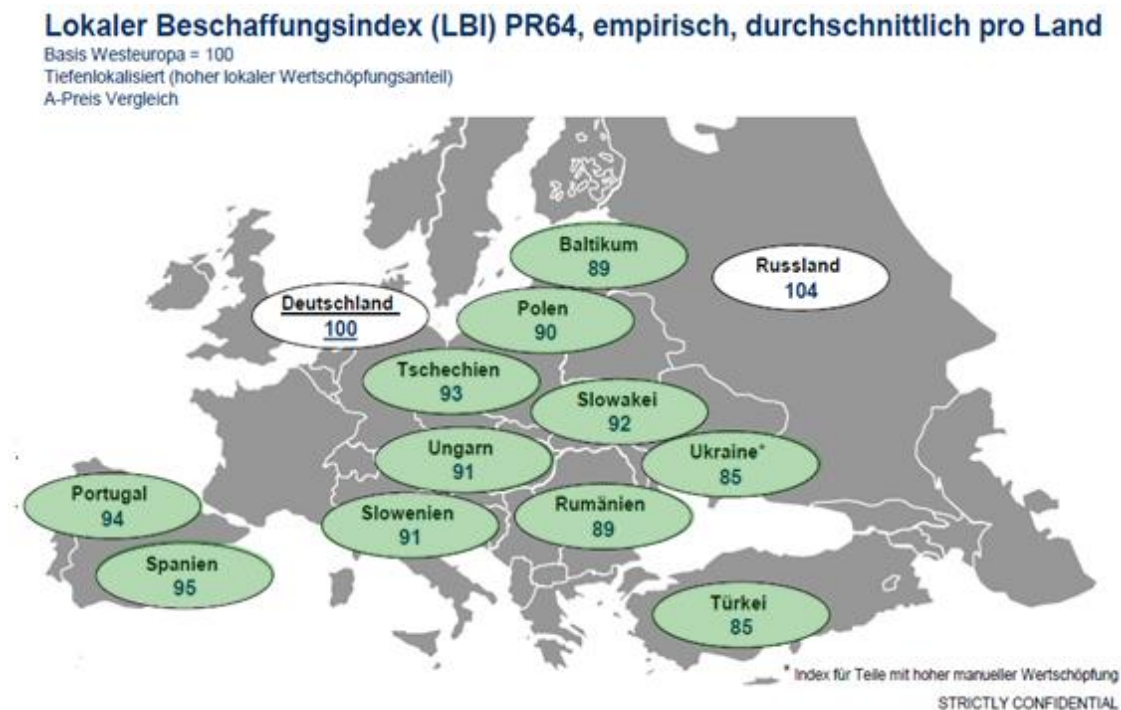 Lokaler Beschaffungsindex (LBI) PR64, empirisch, durchschnittlich pro Land
Basis Westeuropa = 100
Tiefenlokalisiert (hoher lokaler Wertschöpfungsanteil)
A-Preis Vergleich
Baltikum
89
Russland
104
Deutschland
100
Polen
90
Tschechien
93
Slowakei
92
Ungarn
91
Ukraine*
85
Portugal
94
Slowenien
91
Rumänien
89
Spanien
95
Türkei
85
* Index für Teile mit hoher manueller Wertschöpfung
STRICTLY CONFIDENTIAL